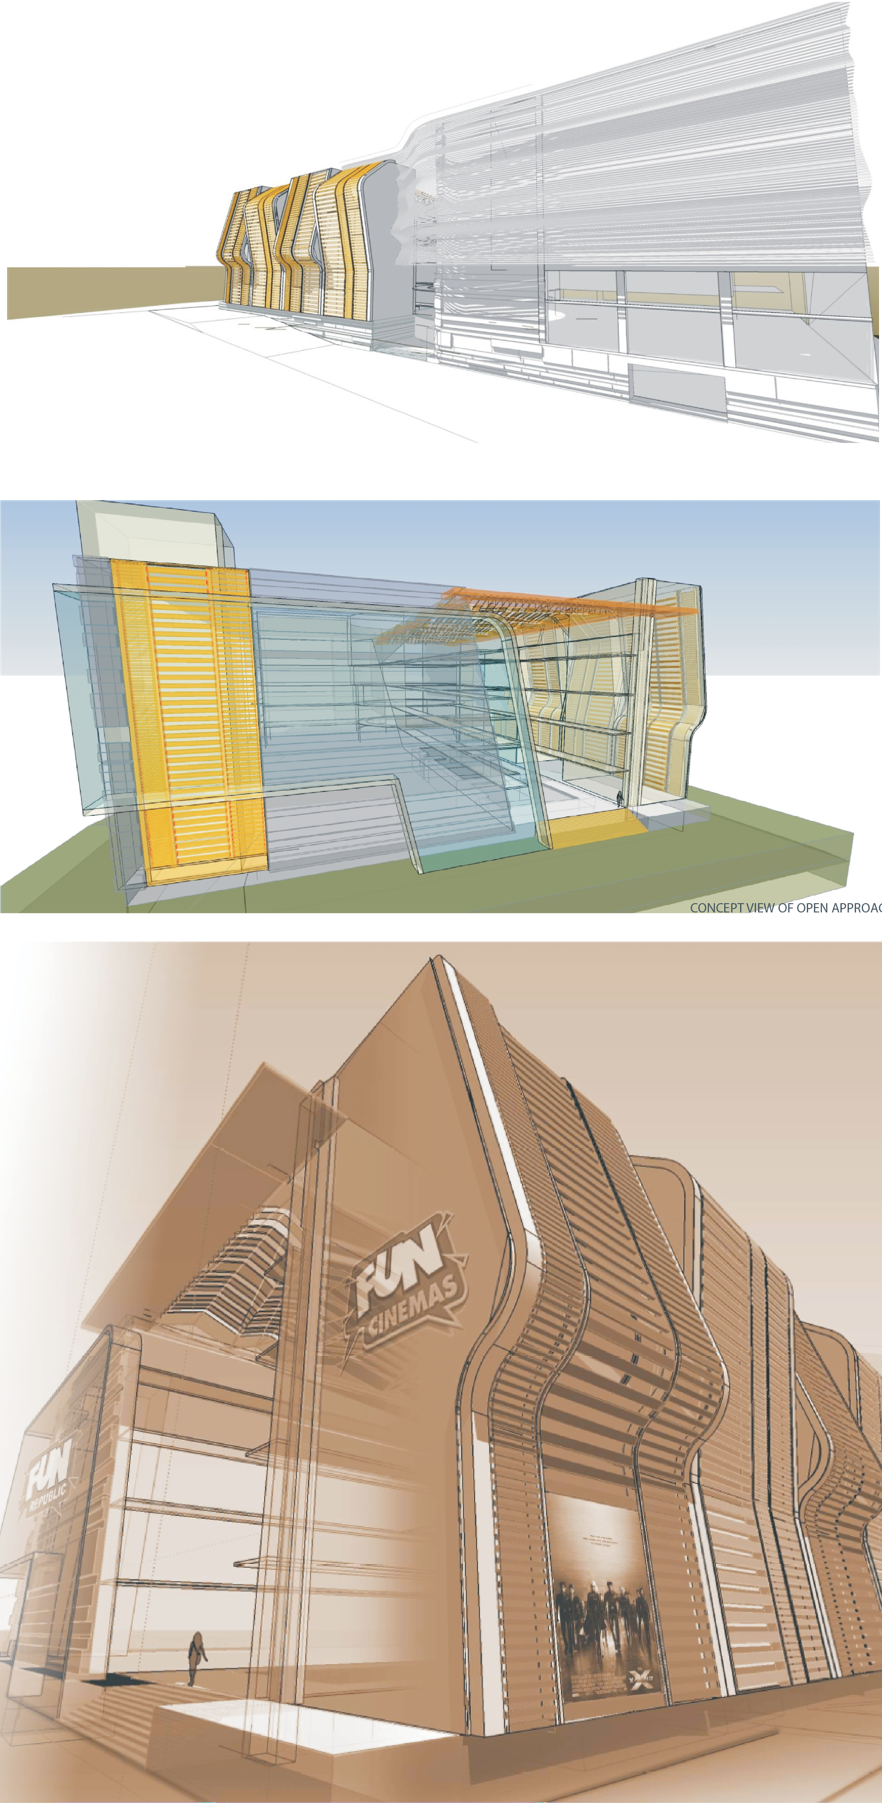 CONCEPT VIEW OF OPEN APPROAC
FUN
CINEMAS
FUN
REPUBLIC